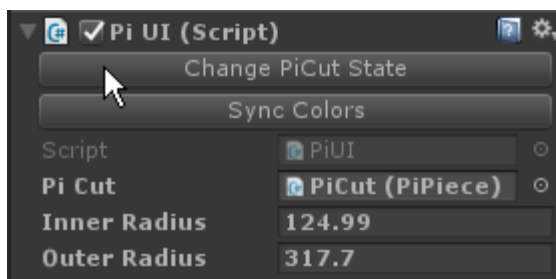 Pi UI (Script)
Change PiCut State
Sync Colors
Script PiUI
Pi Cut PiCut (PiPiece)
Inner Radius 124.99
Outer Radius 317.7